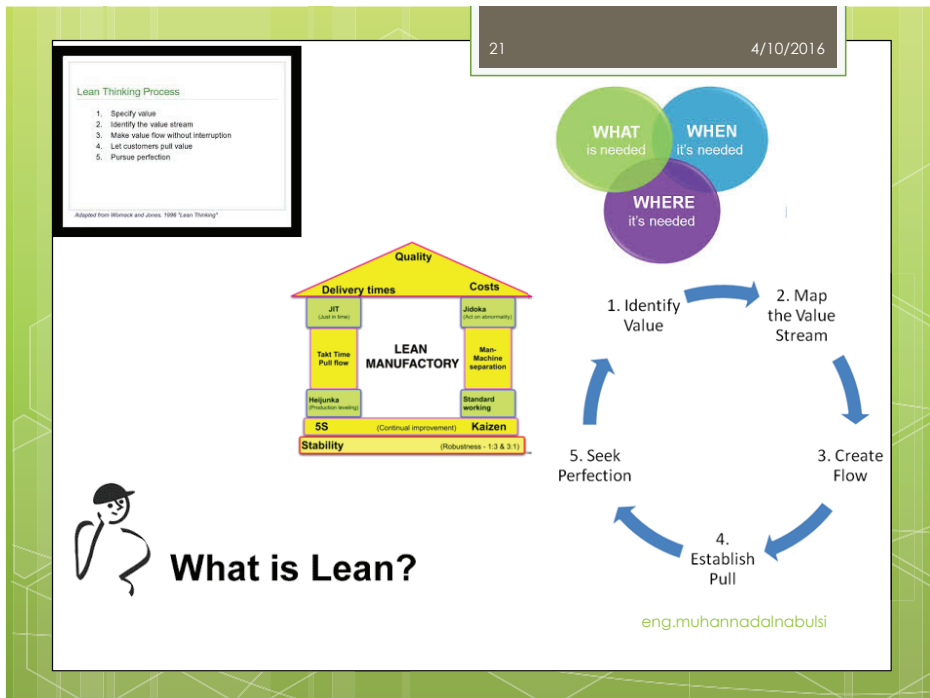 21
4/10/2016
Lean Thinking Process
1. Specify value
2. Identify the value stream
3. Make value flow without interruption
4. Let customers pull value
5. Pursue perfection
Adapted from Womack and Jones, 1996 "Lean Thinking"
WHAT
is needed
WHEN
it's needed
WHERE
it's needed
Quality
Delivery times
Costs
JIT
(Just in time)
Jidoka
(Act on abnormality)
Takt Time
Pull flow
LEAN
MANUFACTORY
Man-
Machine
separation
Heijunka
(Production leveling)
Standard
working
5S
(Continual improvement)
Kaizen
Stability
(Robustness - 1:3 & 3:1)
1. Identify
Value
2. Map
the Value
Stream
3. Create
Flow
4.
Establish
Pull
5. Seek
Perfection
What is Lean?
eng.muhannadalnabulsi